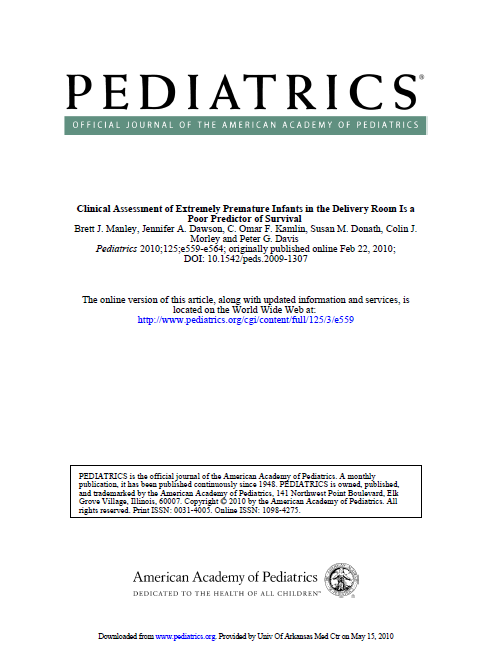 PEDIATRICS®
OFFICIAL JOURNAL OF THE AMERICAN ACADEMY OF PEDIATRICS
Clinical Assessment of Extremely Premature Infants in the Delivery Room Is a
Poor Predictor of Survival
Brett J. Manley, Jennifer A. Dawson, C. Omar F. Kamlin, Susan M. Donath, Colin J.
Morley and Peter G. Davis
Pediatrics 2010;125;e559-e564; originally published online Feb 22, 2010;
DOI: 10.1542/peds.2009-1307
The online version of this article, along with updated information and services, is
located on the World Wide Web at:
http://www.pediatrics.org/cgi/content/full/125/3/e559
PEDIATRICS is the official journal of the American Academy of Pediatrics. A monthly
publication, it has been published continuously since 1948. PEDIATRICS is owned, published,
and trademarked by the American Academy of Pediatrics, 141 Northwest Point Boulevard, Elk
Grove Village, Illinois, 60007. Copyright © 2010 by the American Academy of Pediatrics. All
rights reserved. Print ISSN: 0031-4005. Online ISSN: 1098-4275.
American Academy of Pediatrics
DEDICATED TO THE HEALTH OF ALL CHILDREN™
Downloaded from www.pediatrics.org. Provided by Univ Of Arkansas Med Ctr on May 15, 2010